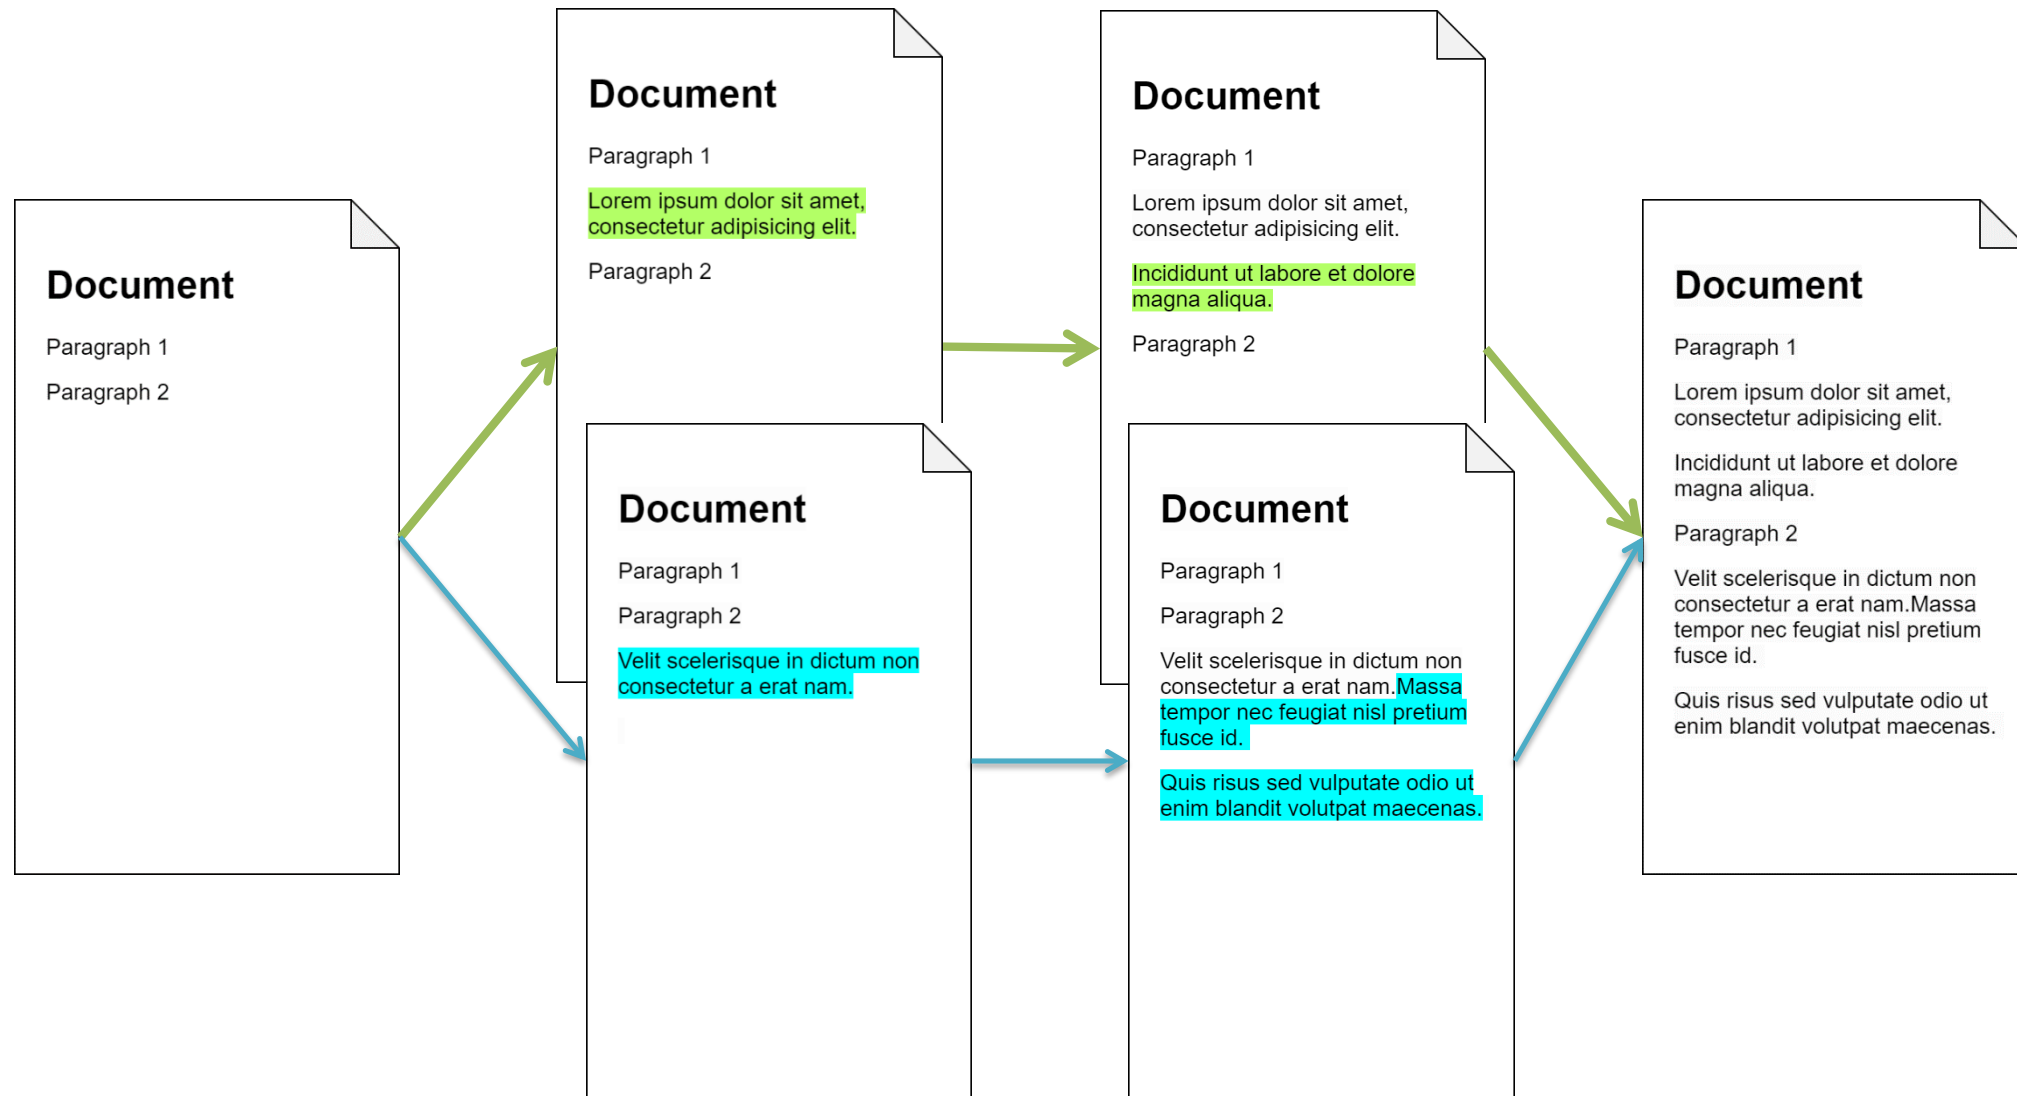 Document
Paragraph 1
Paragraph 2
Document
Paragraph 1
Lorem ipsum dolor sit amet,
consectetur adipisicing elit.
Paragraph 2
Document
Paragraph 1
Paragraph 2
Velit scelerisque in dictum non
consectetur a erat nam.
Document
Paragraph 1
Lorem ipsum dolor sit amet,
consectetur adipisicing elit.
Incididunt ut labore et dolore
magna aliqua.
Paragraph 2
Document
Paragraph 1
Paragraph 2
Velit scelerisque in dictum non
consectetur a erat nam.Massa
tempor nec feugiat nisl pretium
fusce id.
Quis risus sed vulputate odio ut
enim blandit volutpat maecenas.
Document
Paragraph 1
Lorem ipsum dolor sit amet,
consectetur adipisicing elit.
Incididunt ut labore et dolore
magna aliqua.
Paragraph 2
Velit scelerisque in dictum non
consectetur a erat nam.Massa
tempor nec feugiat nisl pretium
fusce id.
Quis risus sed vulputate odio ut
enim blandit volutpat maecenas.